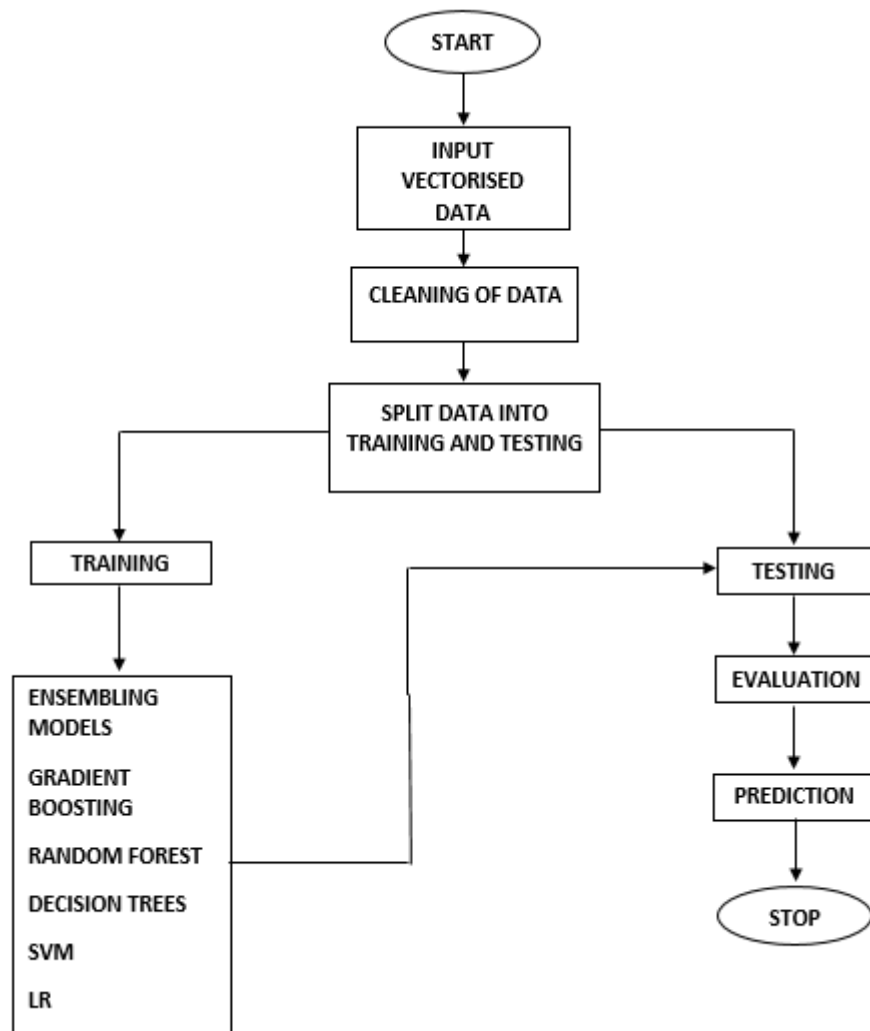 START
INPUT
VECTORISED
DATA
CLEANING OF DATA
SPLIT DATA INTO
TRAINING AND TESTING
TRAINING
TESTING
ENSEMBLING
MODELS
GRADIENT
BOOSTING
RANDOM FOREST
DECISION TREES
SVM
LR
EVALUATION
PREDICTION
STOP